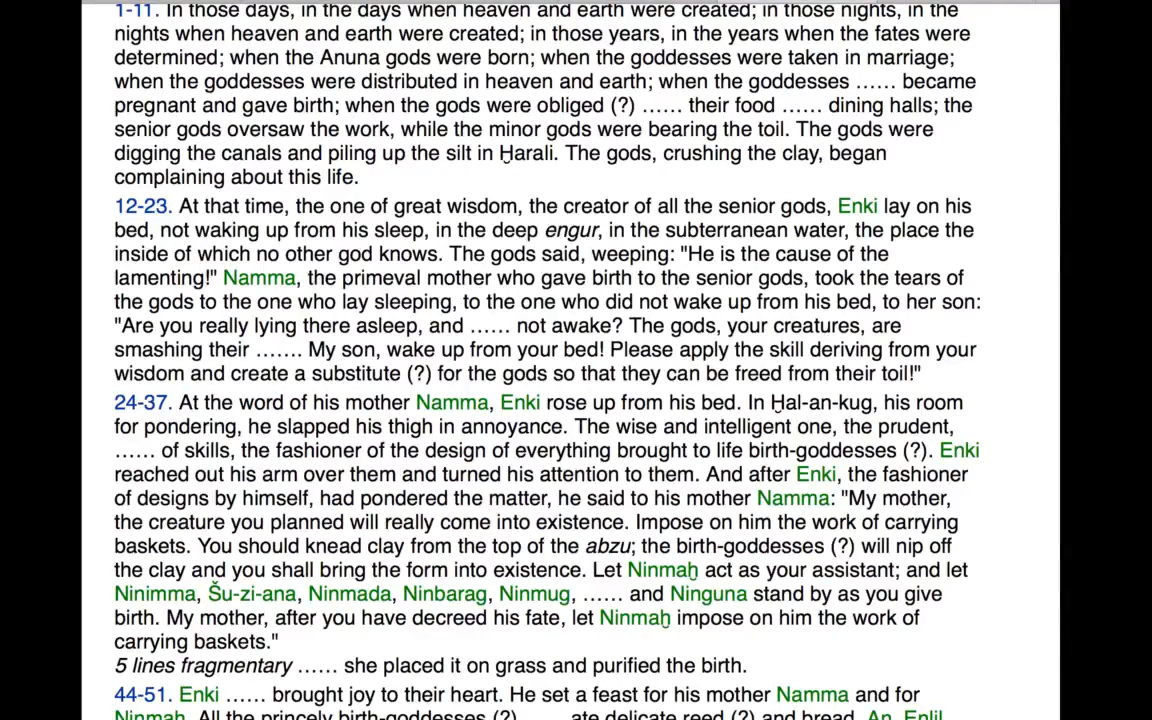 1-11. In those days, in the days when heaven and earth were created; in those nights, in the
nights when heaven and earth were created; in those years, in the years when the fates were
determined; when the Anuna gods were born; when the goddesses were taken in marriage;
when the goddesses were distributed in heaven and earth; when the goddesses ...... became
pregnant and gave birth; when the gods were obliged (?) ...... their food ...... dining halls; the
senior gods oversaw the work, while the minor gods were bearing the toil. The gods were
digging the canals and piling up the silt in Ḫarali. The gods, crushing the clay, began
complaining about this life.
12-23. At that time, the one of great wisdom, the creator of all the senior gods, Enki lay on his
bed, not waking up from his sleep, in the deep engur, in the subterranean water, the place the
inside of which no other god knows. The gods said, weeping: "He is the cause of the
lamenting!" Namma, the primeval mother who gave birth to the senior gods, took the tears of
the gods to the one who lay sleeping, to the one who did not wake up from his bed, to her son:
"Are you really lying there asleep, and ...... not awake? The gods, your creatures, are
smashing their ....... My son, wake up from your bed! Please apply the skill deriving from your
wisdom and create a substitute (?) for the gods so that they can be freed from their toil!"
24-37. At the word of his mother Namma, Enki rose up from his bed. In Ḫal-an-kug, his room
for pondering, he slapped his thigh in annoyance. The wise and intelligent one, the prudent,
...... of skills, the fashioner of the design of everything brought to life birth-goddesses (?). Enki
reached out his arm over them and turned his attention to them. And after Enki, the fashioner
of designs by himself, had pondered the matter, he said to his mother Namma: "My mother,
the creature you planned will really come into existence. Impose on him the work of carrying
baskets. You should knead clay from the top of the abzu; the birth-goddesses (?) will nip off
the clay and you shall bring the form into existence. Let Ninmaḫ act as your assistant; and let
Ninimma, Šu-zi-ana, Ninmada, Ninbarag, Ninmug, ...... and Ninguna stand by as you give
birth. My mother, after you have decreed his fate, let Ninmaḫ impose on him the work of
carrying baskets."
5 lines fragmentary ...... she placed it on grass and purified the birth.
44-51. Enki ...... brought joy to their heart. He set a feast for his mother Namma and for
Ninmaḫ. All the princely birth-goddesses (?) ...... ate delicate reed (?) and bread. An, Enlil,